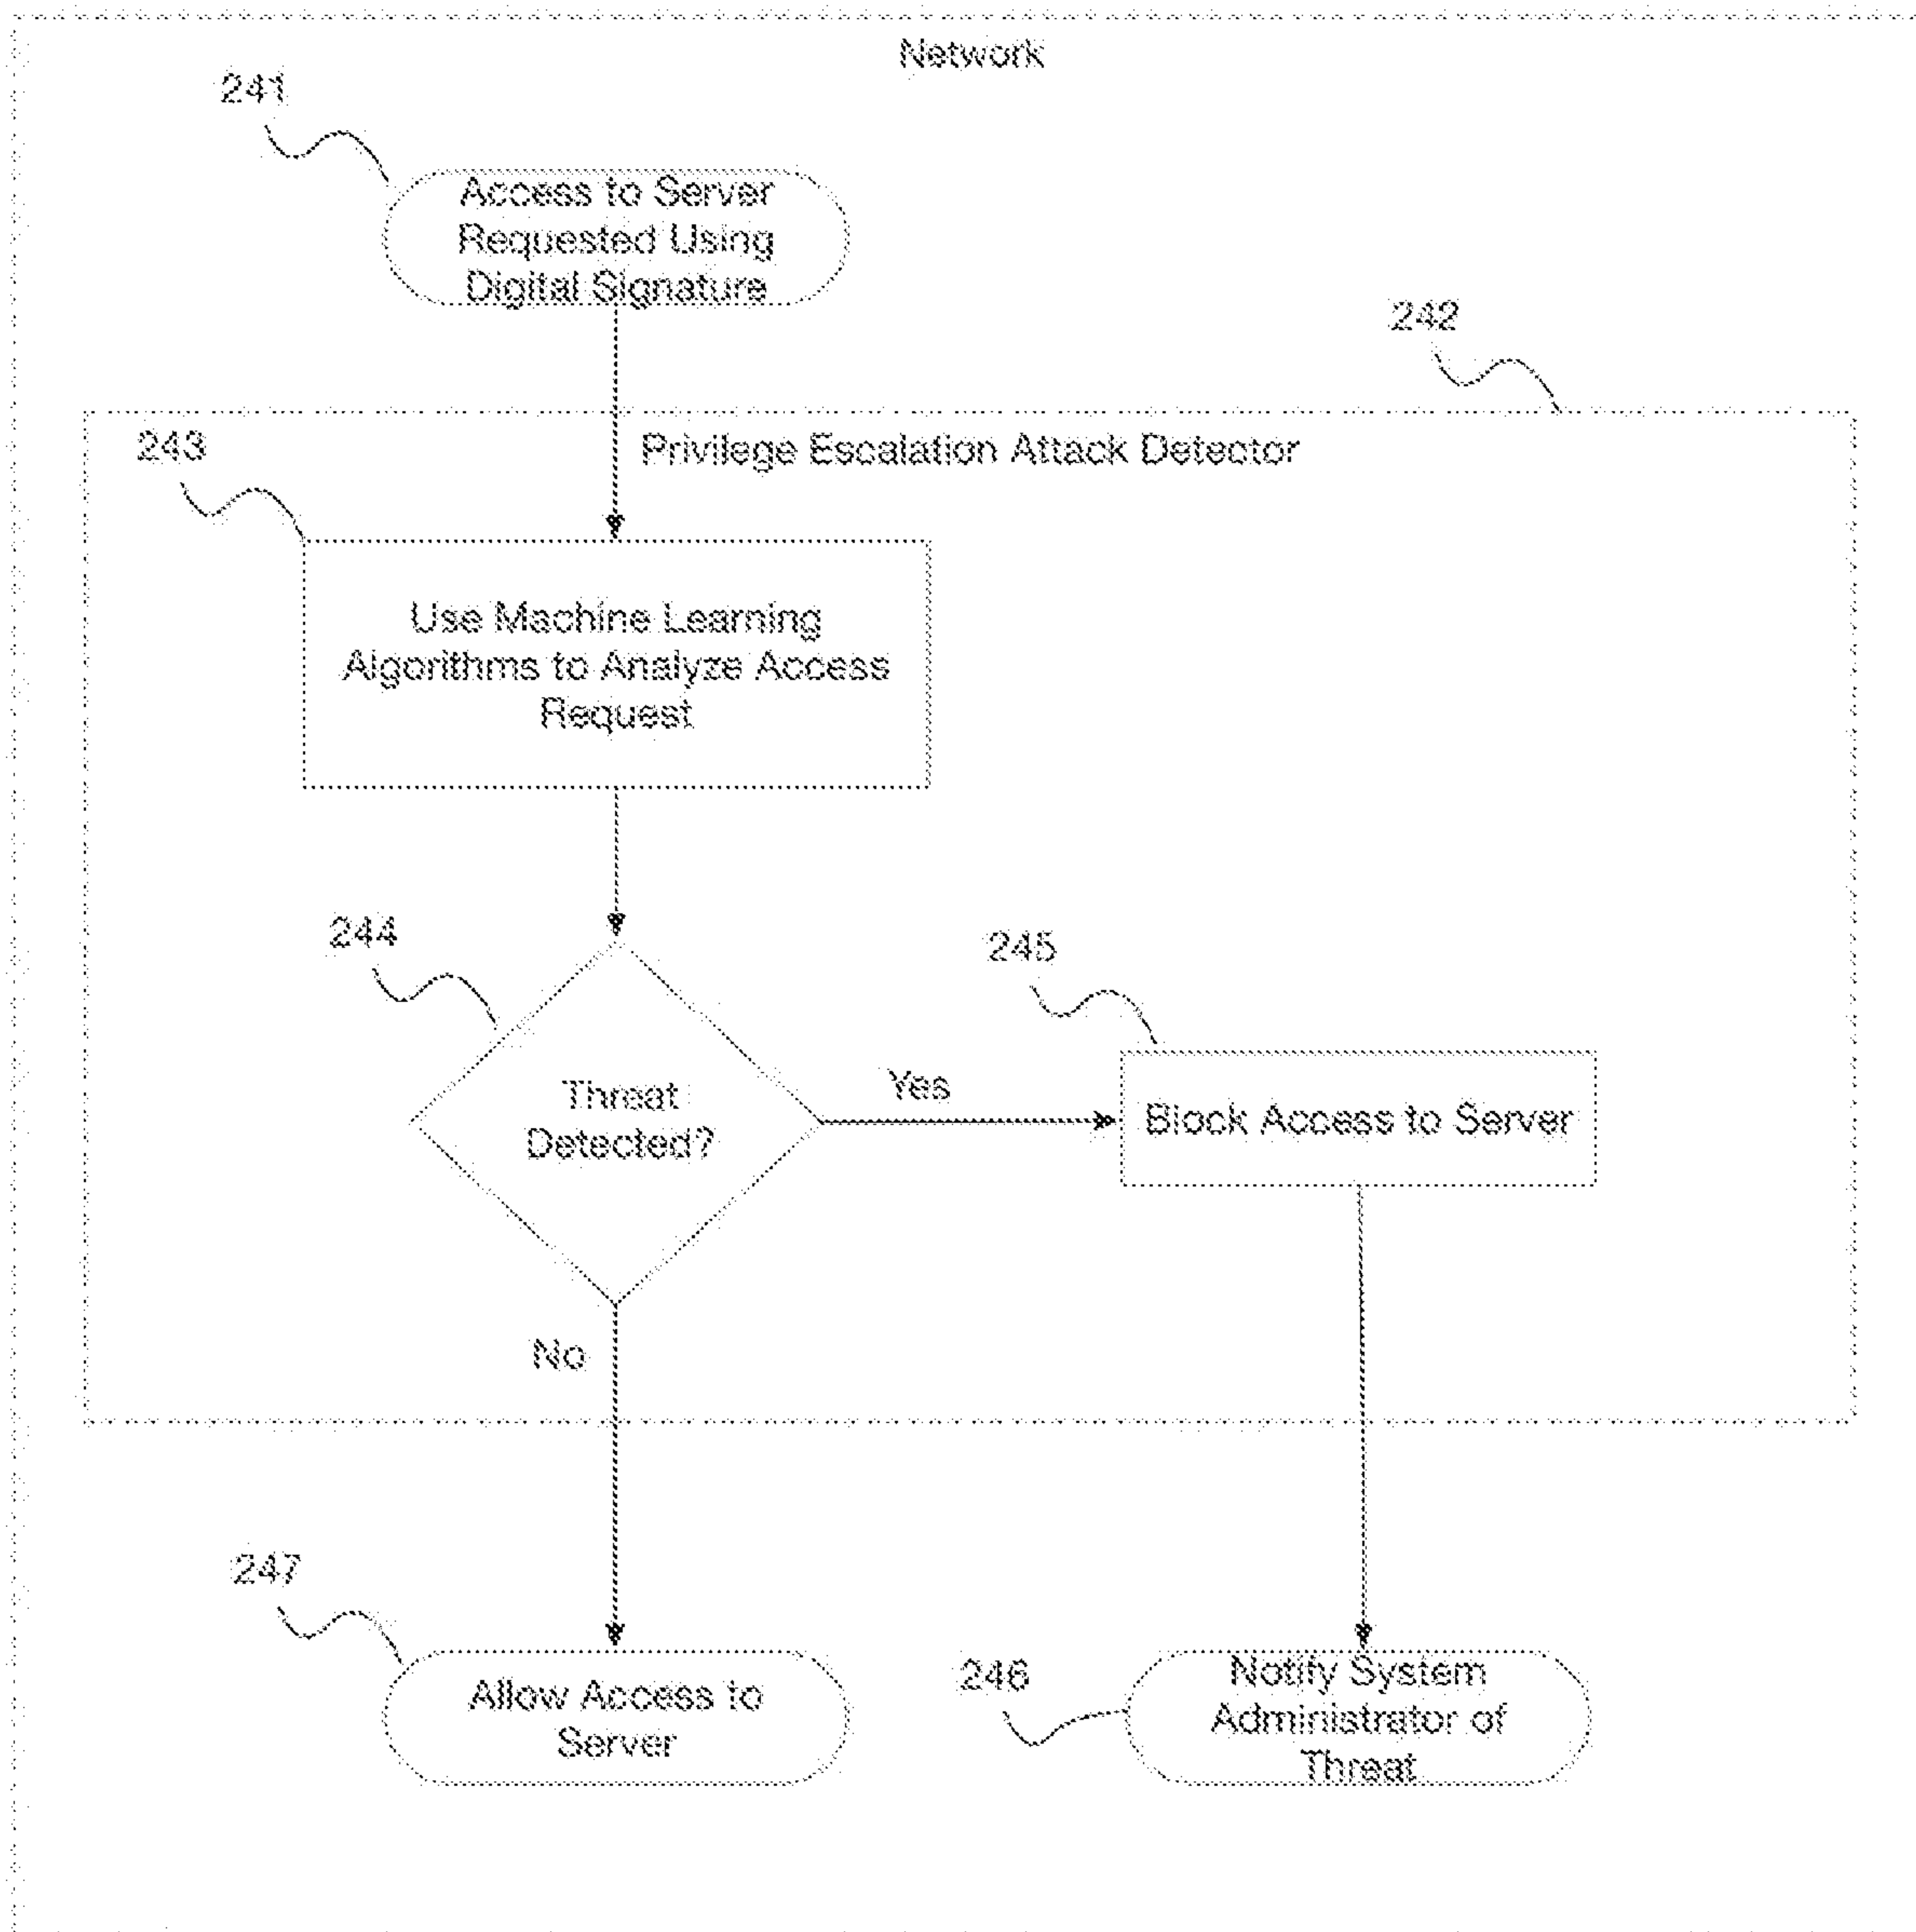 Network
241
Access to Server
Requested Using
Digital Signature
242
243
Privilege Escalation Attack Detector
Use Machine Learning
Algorithms to Analyze Access
Request
244
245
Threat
Detected?
Yes
Block Access to Server
No
247
Allow Access to
Server
246
Notify System
Administrator of
Threat